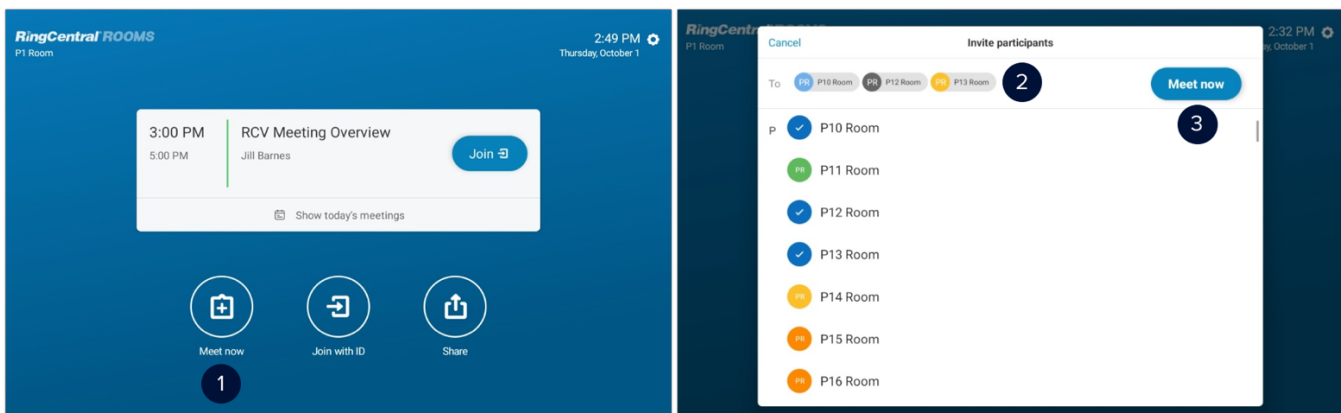 RingCentral ROOMS
P1 Room
2:49 PM
Thursday, October 1
3:00 PM
5:00 PM
RCV Meeting Overview
Jill Barnes
Join
Show today's meetings
Meet now
Join with ID
Share
1
RingCentr
P1 Room
2:32 PM
ay, October 1
Cancel
Invite participants
To
PR P10 Room
PR P12 Room
PR P13 Room
2
Meet now
3
P
P10 Room
PR P11 Room
P12 Room
P13 Room
PR P14 Room
PR P15 Room
PR P16 Room